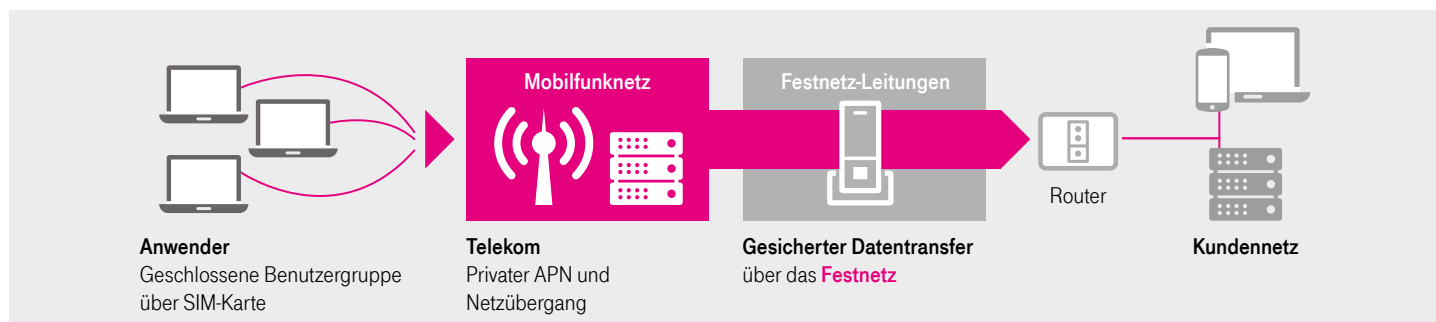 Mobilfunknetz
Festnetz-Leitungen
Router
Anwender
Geschlossene Benutzergruppe
über SIM-Karte
Telekom
Privater APN und
Netzübergang
Gesicherter Datentransfer
über das Festnetz
Kundennetz